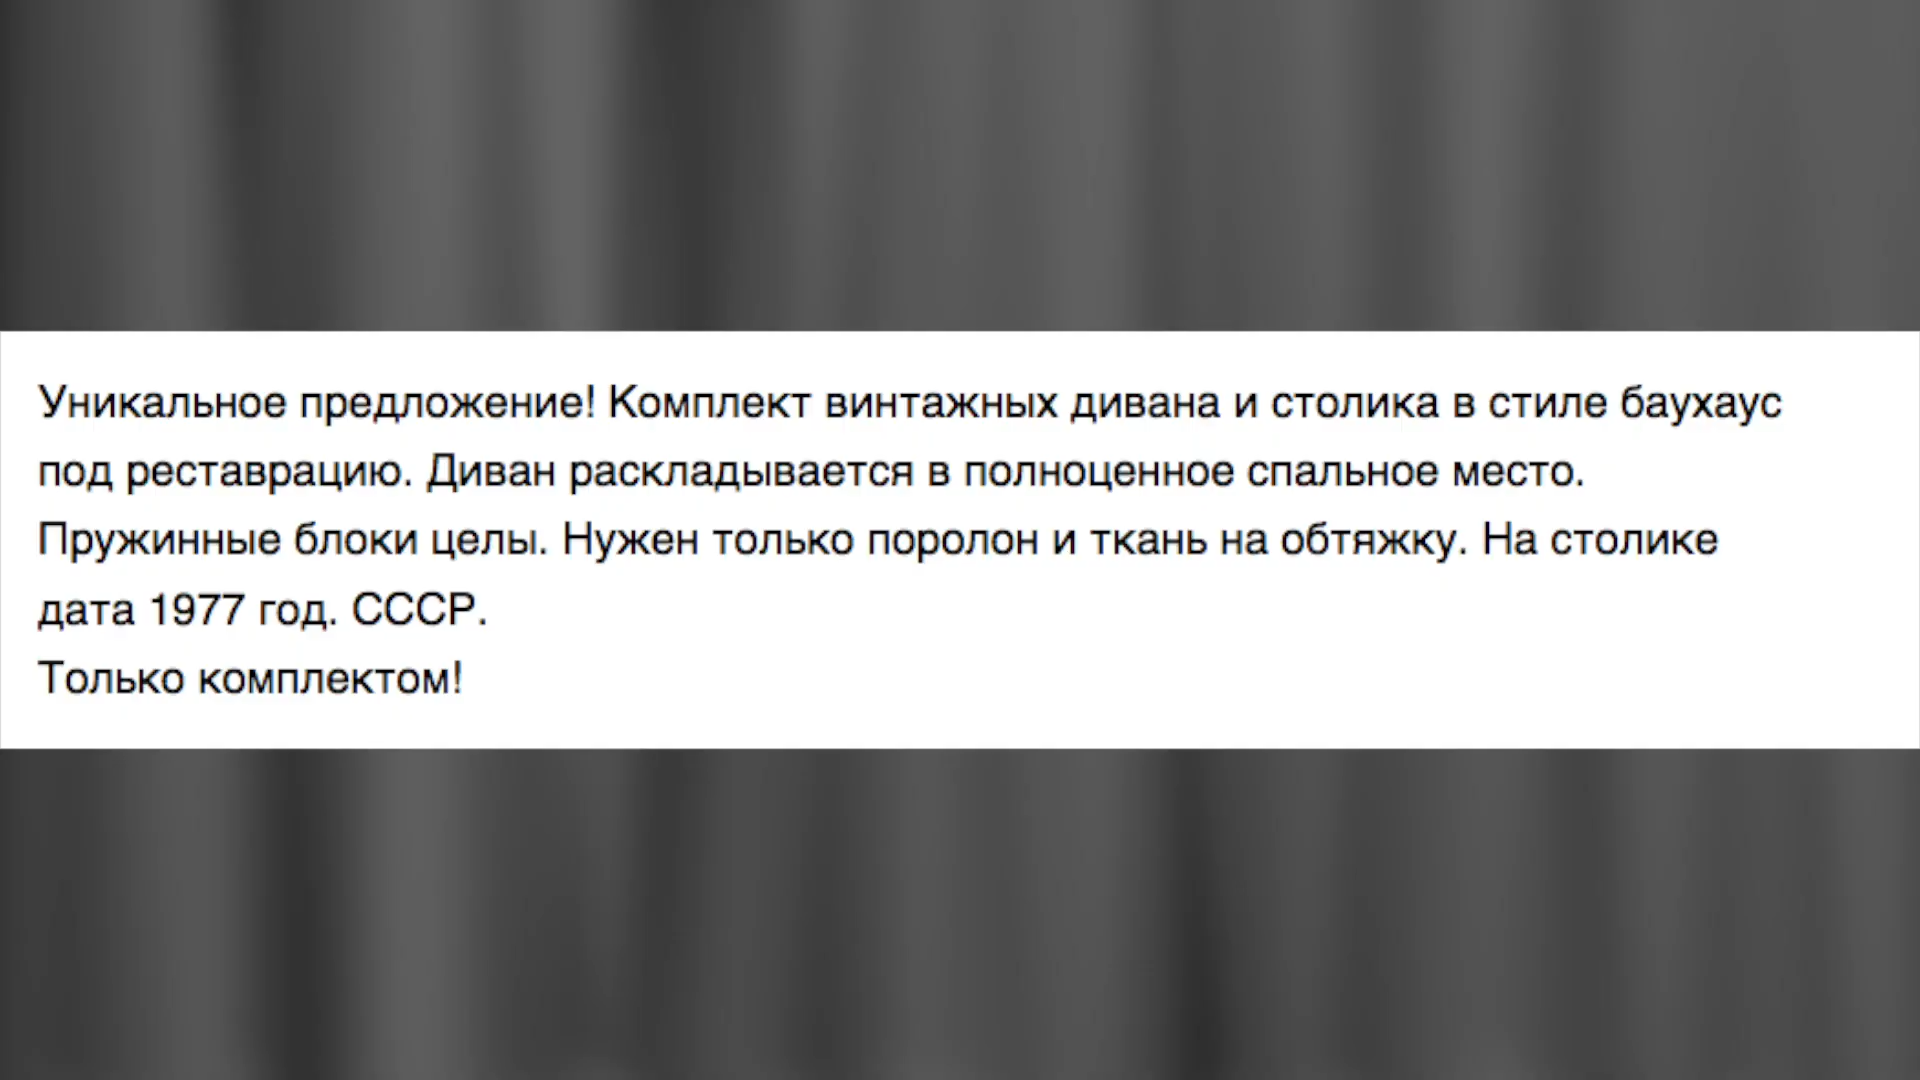 Уникальное предложение! Комплект винтажных дивана и столика в стиле баухаус
под реставрацию. Диван раскладывается в полноценное спальное место.
Пружинные блоки целы. Нужен только поролон и ткань на обтяжку. На столике
дата 1977 год. СССР.
Только комплектом!